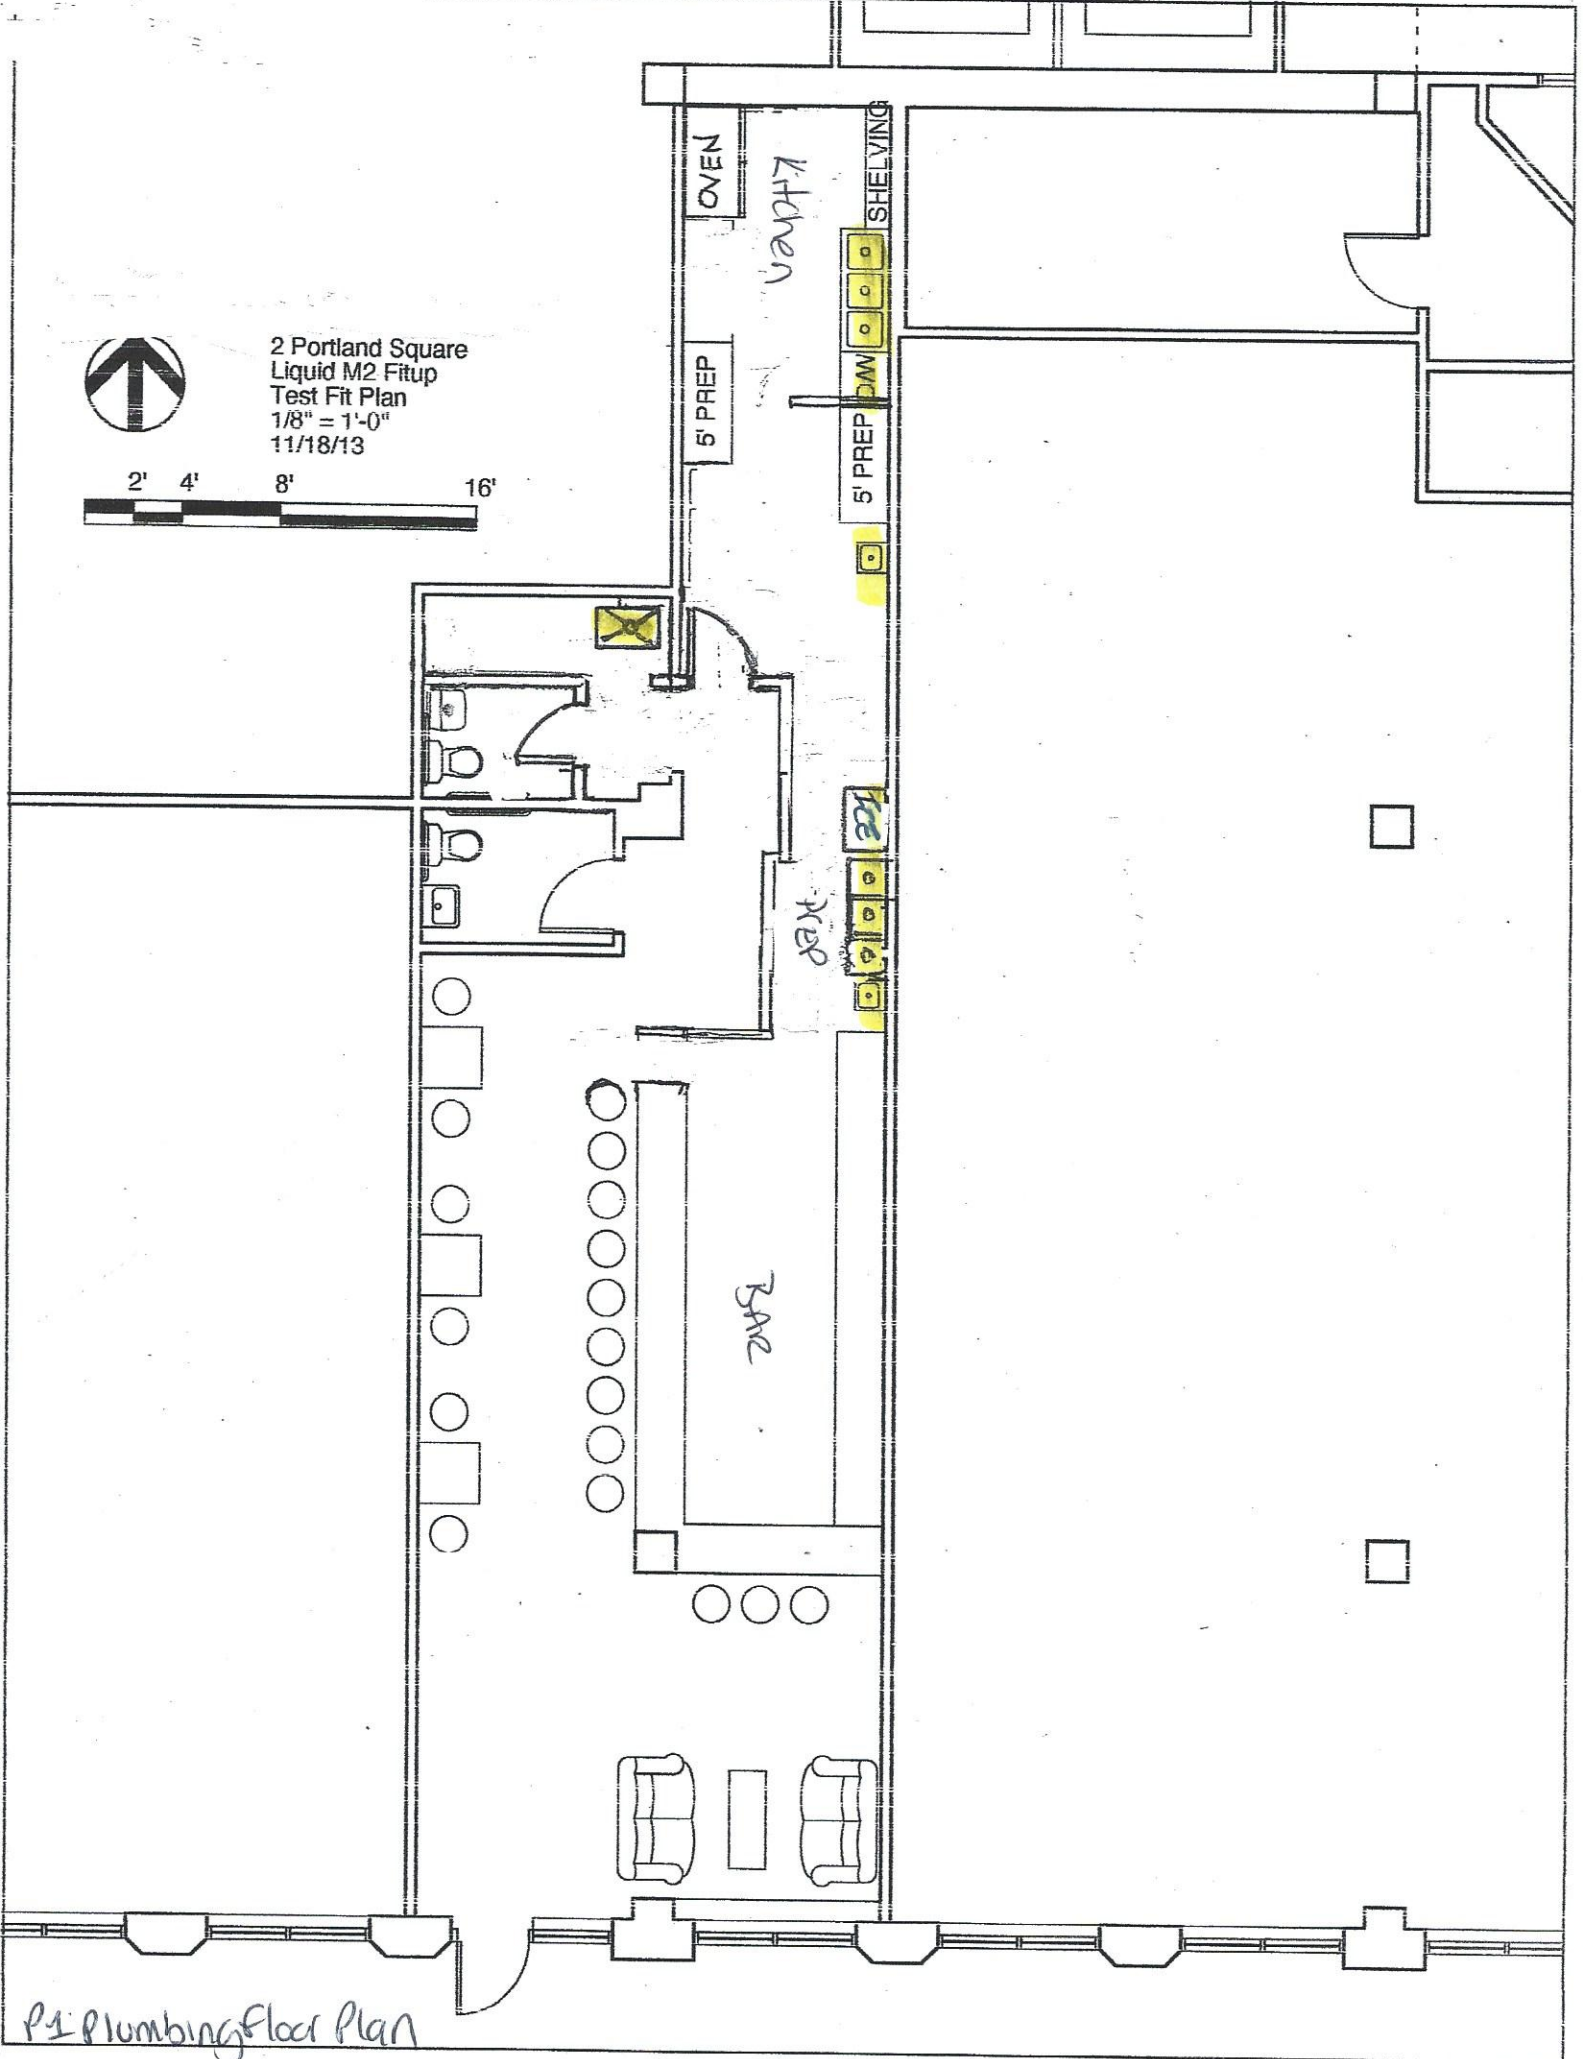 OVEN
Kitchen
SHELVING
2 Portland Square
Liquid M2 Fitup
Test Fit Plan
1/8" = 1'-0"
11/18/13
2' 4' 8' 16'
5' PREP
DW
5' PREP
ICE
PREP
BAR
P1 Plumbing Floor Plan